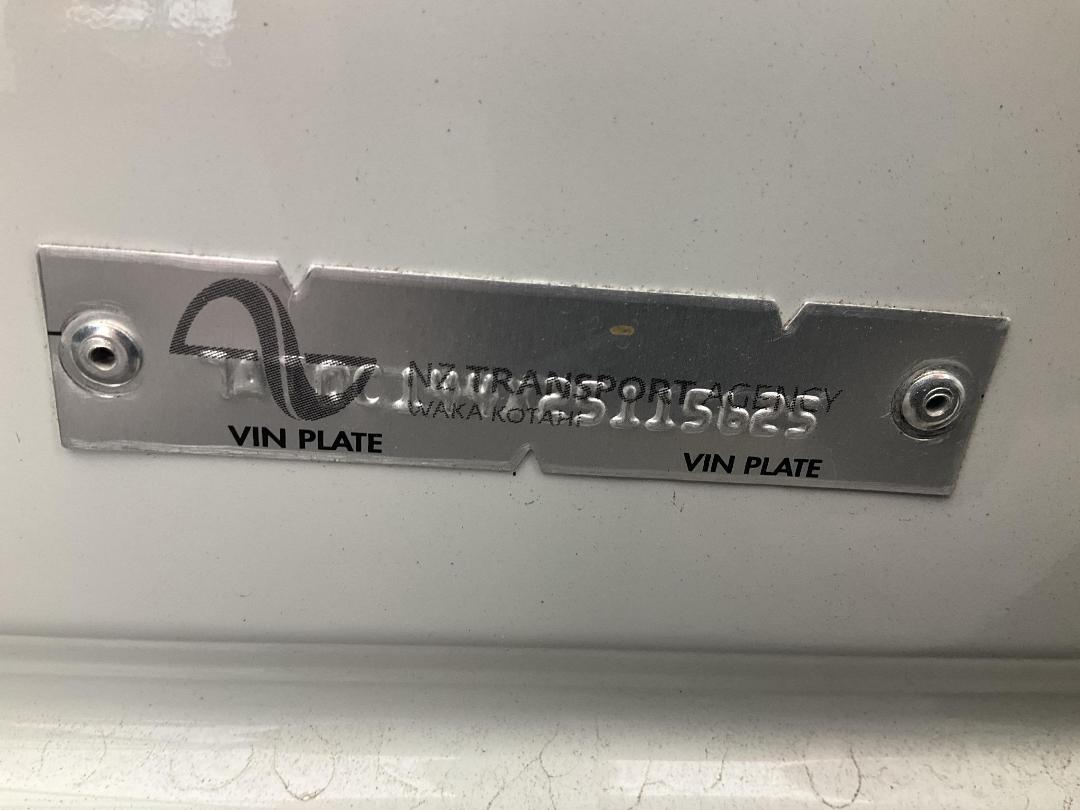 NZ TRANSPORT AGENCY
WAKA KOTAHI
VIN PLATE
VIN PLATE